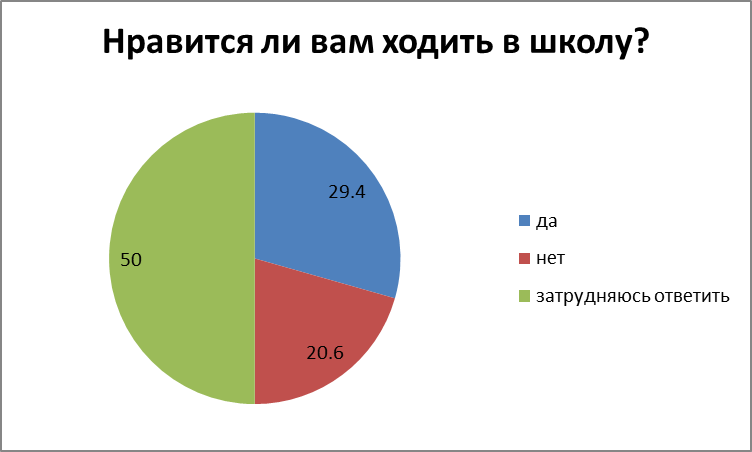 Нравится ли вам ходить в школу?
29.4
50
20.6
да
нет
затрудняюсь ответить